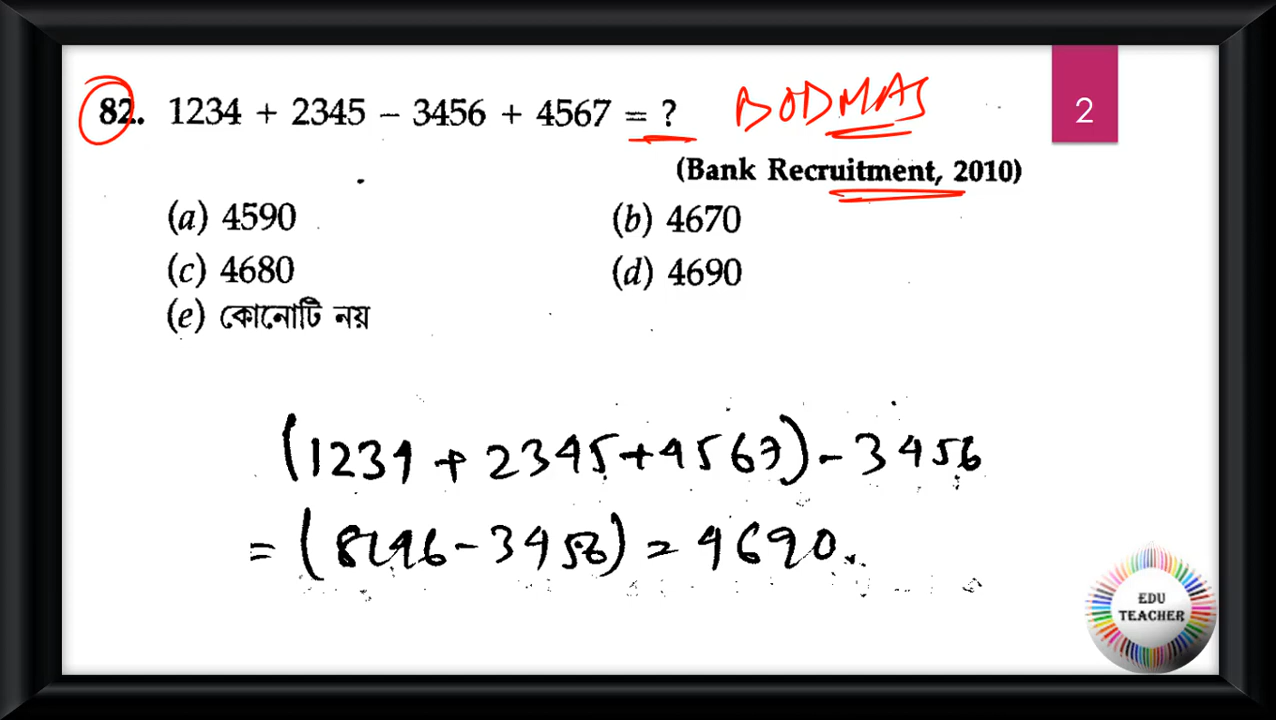 82. 1234 + 2345 – 3456 + 4567 = ? BODMAS
2
(Bank Recruitment, 2010)
(a) 4590 (b) 4670
(c) 4680 (d) 4690
(e) কোনোটি নয়
(1234 + 2345 + 4567) – 3456
= (8146 – 3456) = 4690.
EDU
TEACHER